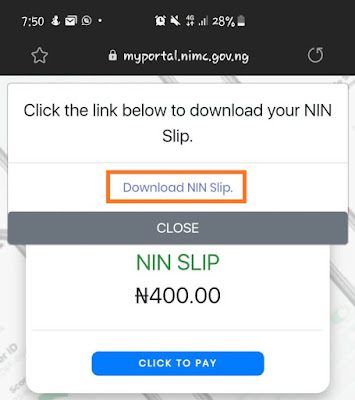 7:50 4G 28%
myportal.nimc.gov.ng
Click the link below to download your NIN
Slip.
Download NIN Slip.
CLOSE
NIN SLIP
₦400.00
CLICK TO PAY